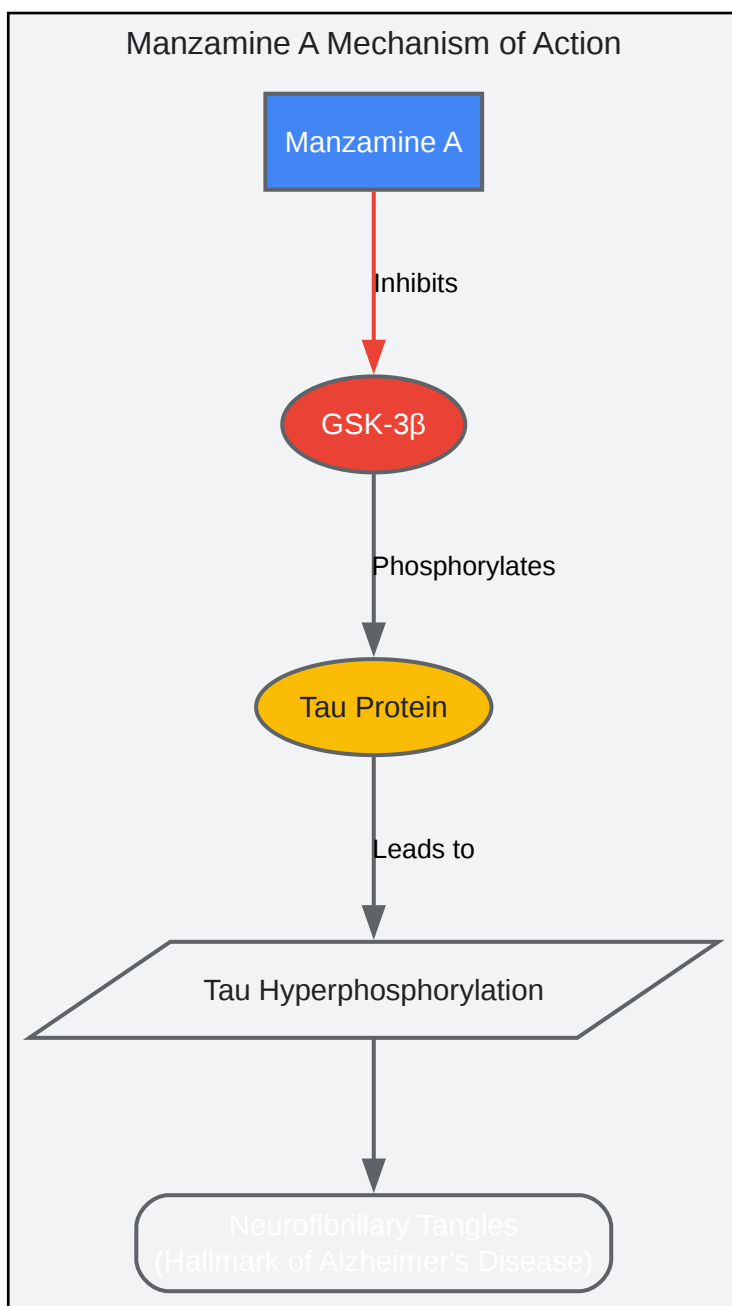 Manzamine A Mechanism of Action
Manzamine A
Inhibits
GSK-3β
Phosphorylates
Tau Protein
Leads to
Tau Hyperphosphorylation
Neurofibrillary Tangles
(Hallmark of Alzheimer's Disease)